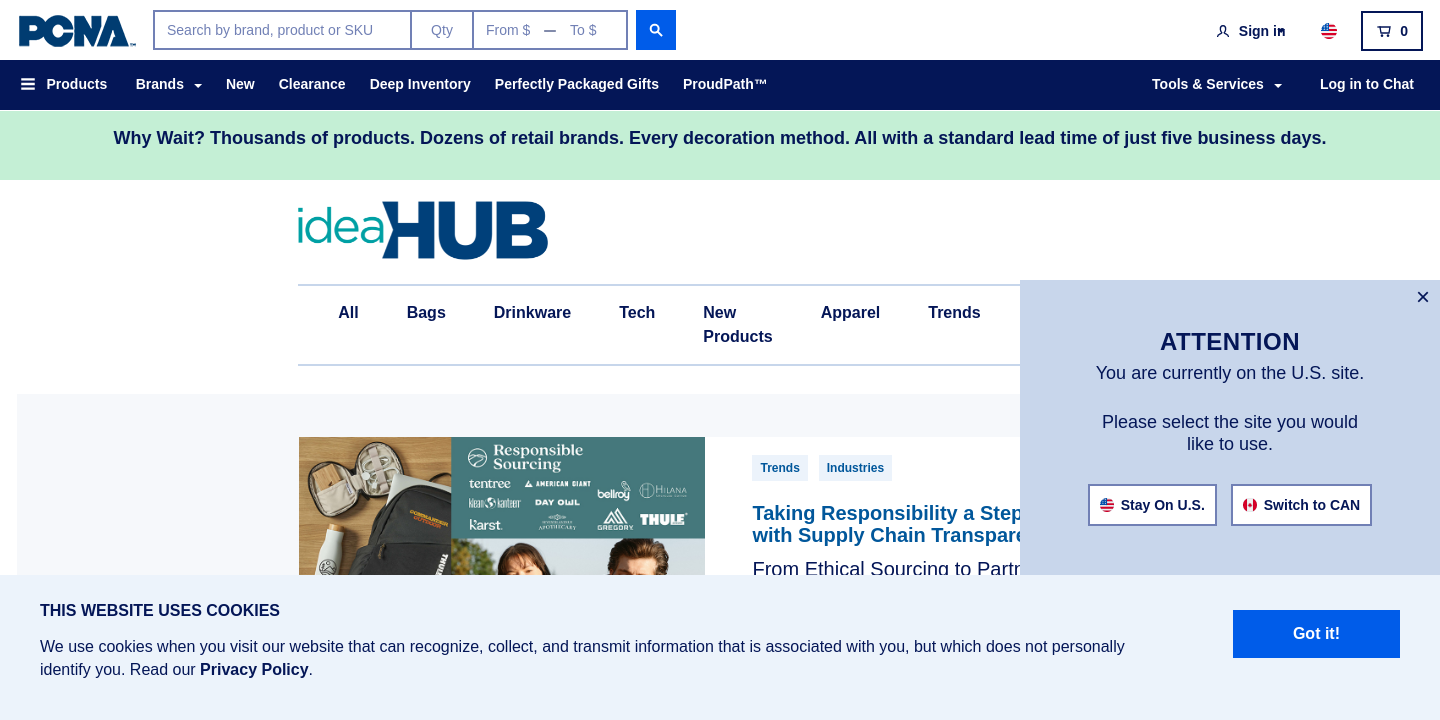 PCNA™
Search by brand, product or SKU
Qty
From $ — To $
Sign in
0
Products
Brands
New
Clearance
Deep Inventory
Perfectly Packaged Gifts
ProudPath™
Tools & Services
Log in to Chat
Why Wait? Thousands of products. Dozens of retail brands. Every decoration method. All with a standard lead time of just five business days.
ideaHUB
All
Bags
Drinkware
Tech
New
Products
Apparel
Trends
×
ATTENTION
You are currently on the U.S. site.
Please select the site you would
like to use.
Stay On U.S.
Switch to CAN
Responsible
Sourcing
tentree
AMERICAN GIANT
bellroy
HILANA
klean kanteen
DAY OWL
karst.
APOTHECARY
GREGORY
THULE
Trends
Industries
Taking Responsibility a Step
with Supply Chain Transpare
From Ethical Sourcing to Partn
THIS WEBSITE USES COOKIES
We use cookies when you visit our website that can recognize, collect, and transmit information that is associated with you, but which does not personally
identify you. Read our Privacy Policy.
Got it!